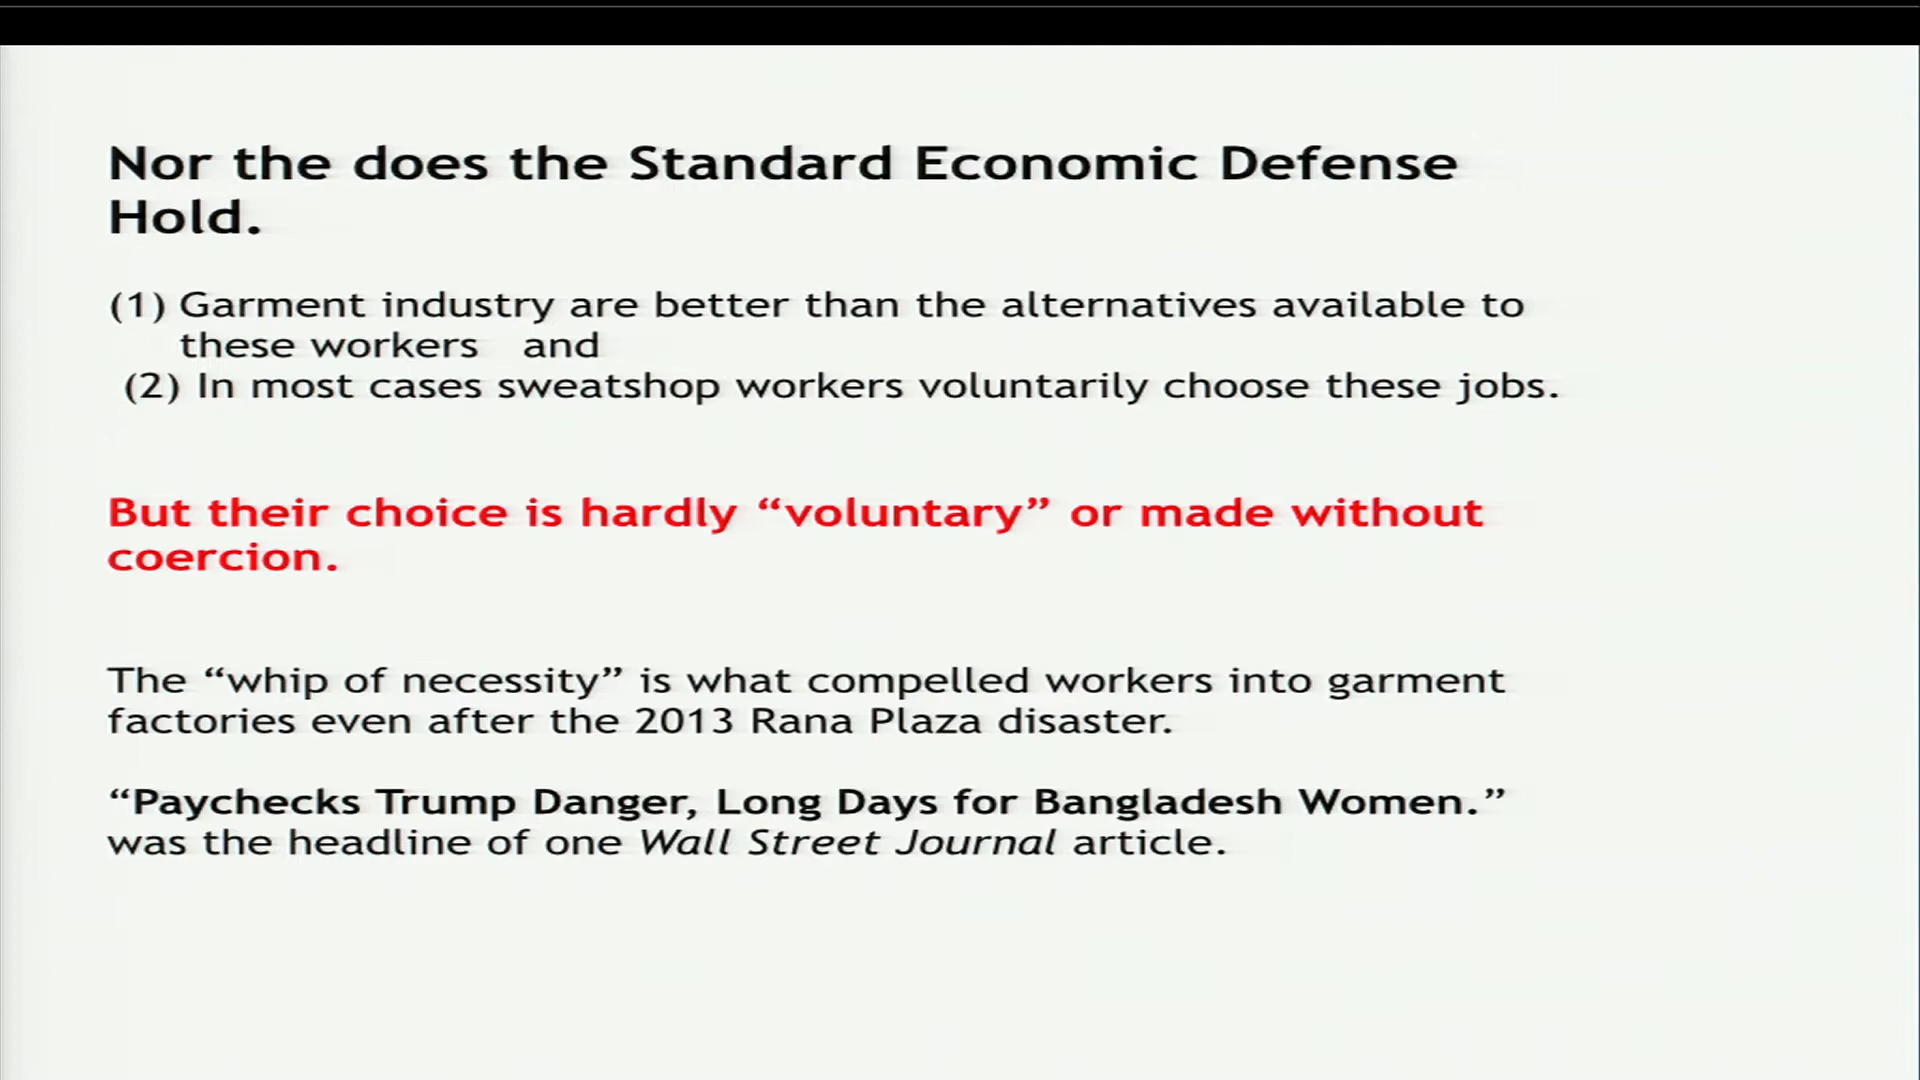 Nor the does the Standard Economic Defense
Hold.
(1) Garment industry are better than the alternatives available to
these workers and
(2) In most cases sweatshop workers voluntarily choose these jobs.
But their choice is hardly “voluntary” or made without
coercion.
The “whip of necessity” is what compelled workers into garment
factories even after the 2013 Rana Plaza disaster.
“Paychecks Trump Danger, Long Days for Bangladesh Women.”
was the headline of one Wall Street Journal article.